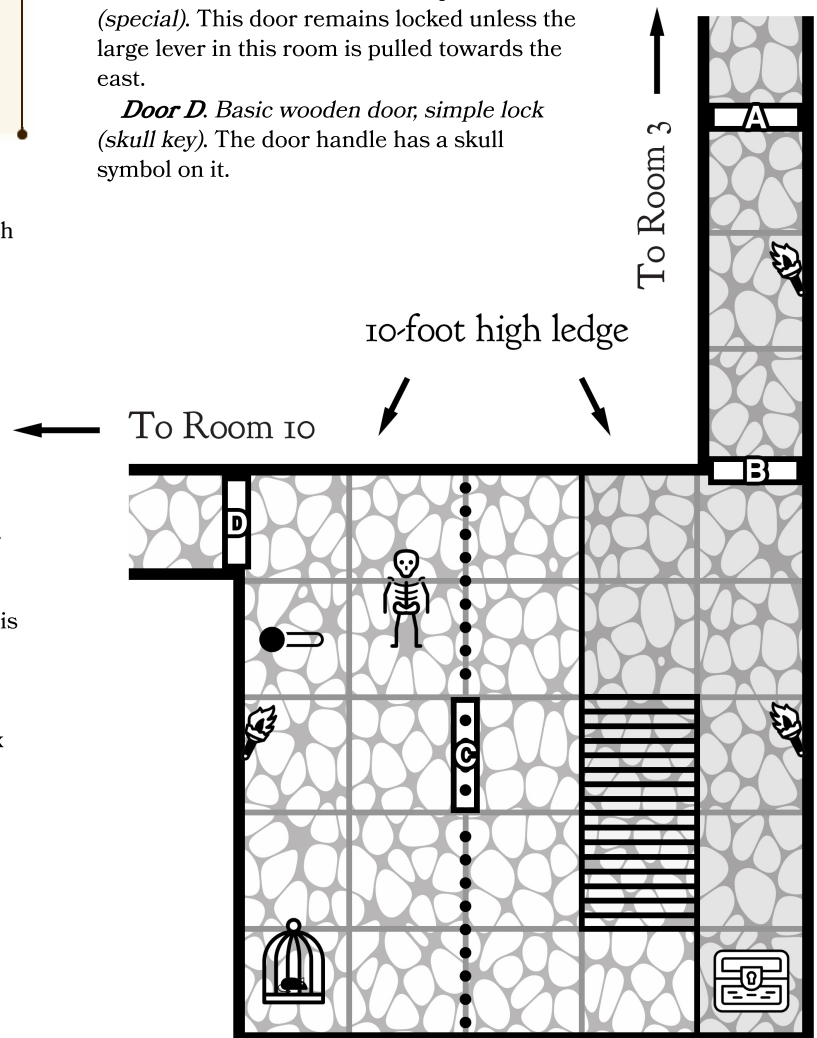 (special). This door remains locked unless the
large lever in this room is pulled towards the
east.
Door D. Basic wooden door, simple lock
(skull key). The door handle has a skull
symbol on it.
h
is
x
To Room 3
10-foot high ledge
To Room 10
A
B
D
C